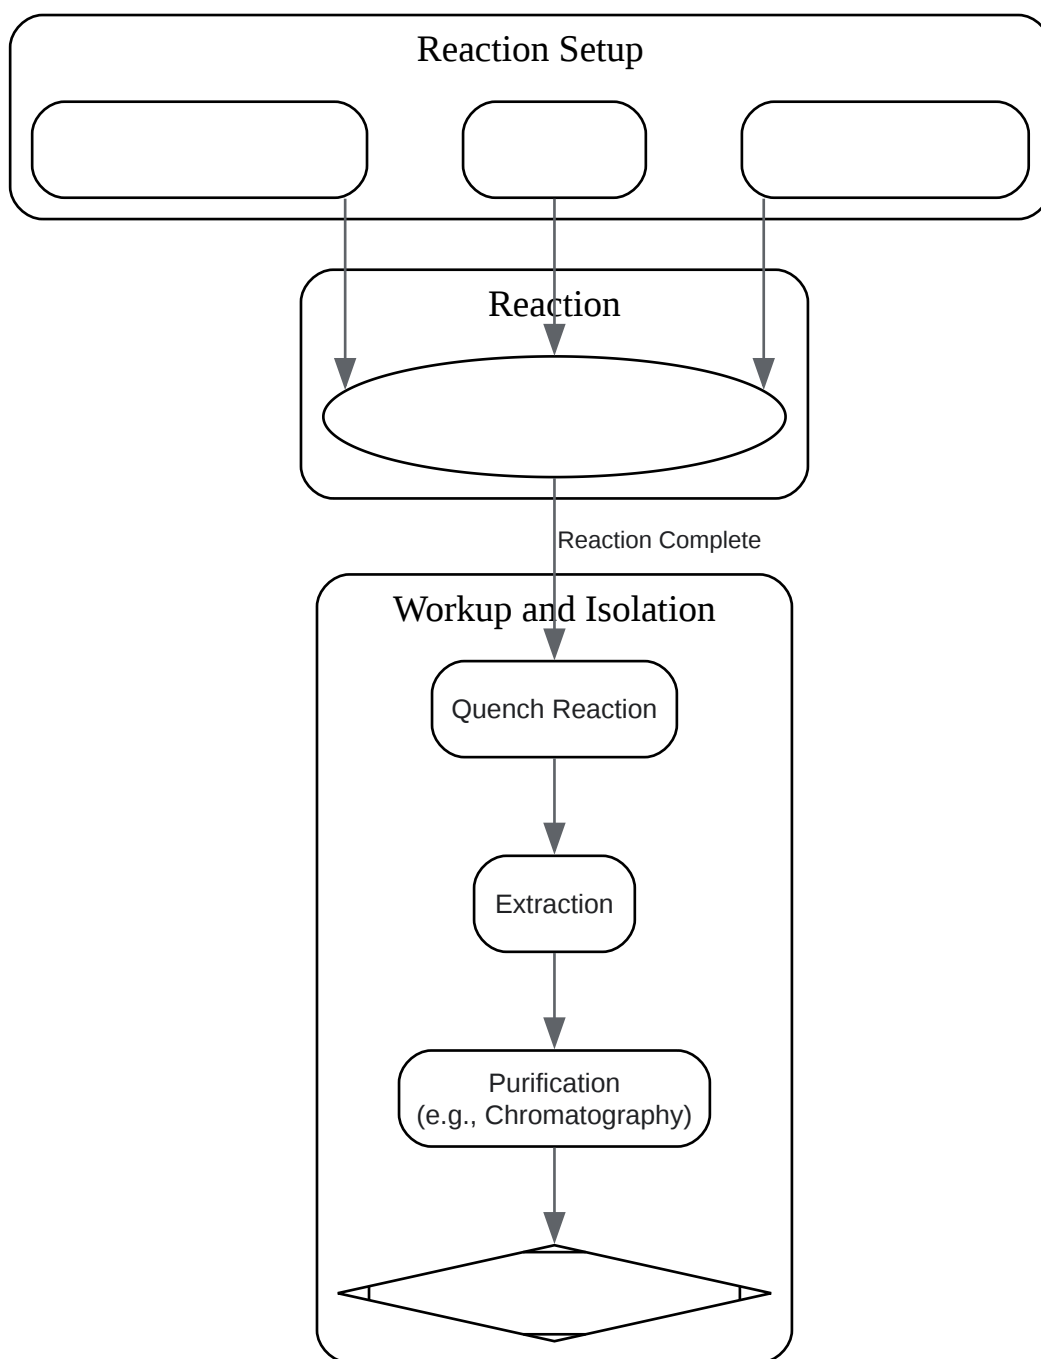 Reaction Setup
Reaction
Reaction Complete
Workup and Isolation
Quench Reaction
Extraction
Purification
(e.g., Chromatography)